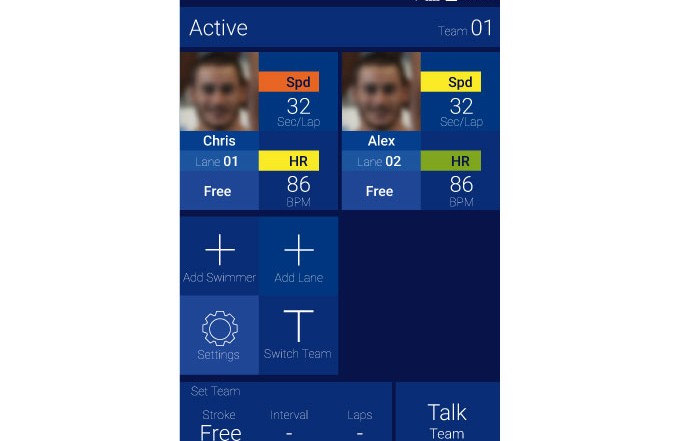 Active
Team 01
Spd
32
Sec/Lap
Chris
Lane 01
HR
Free
86
BPM
Spd
32
Sec/Lap
Alex
Lane 02
HR
Free
86
BPM
Add Swimmer
Add Lane
Settings
T
Switch Team
Set Team
Stroke Interval Laps
Free - -
Talk
Team